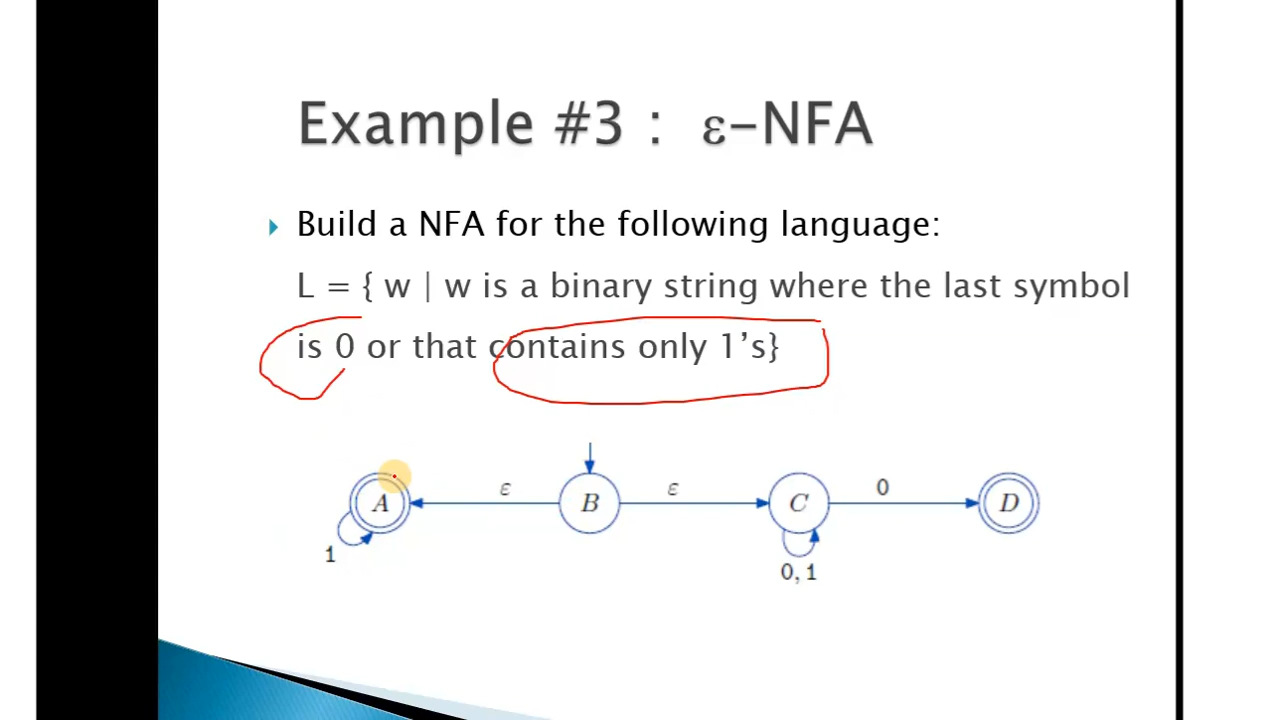 Example #3 : ε-NFA
Build a NFA for the following language:
L = { w | w is a binary string where the last symbol
is 0 or that contains only 1's}
A ε B ε C 0 D
1 0, 1